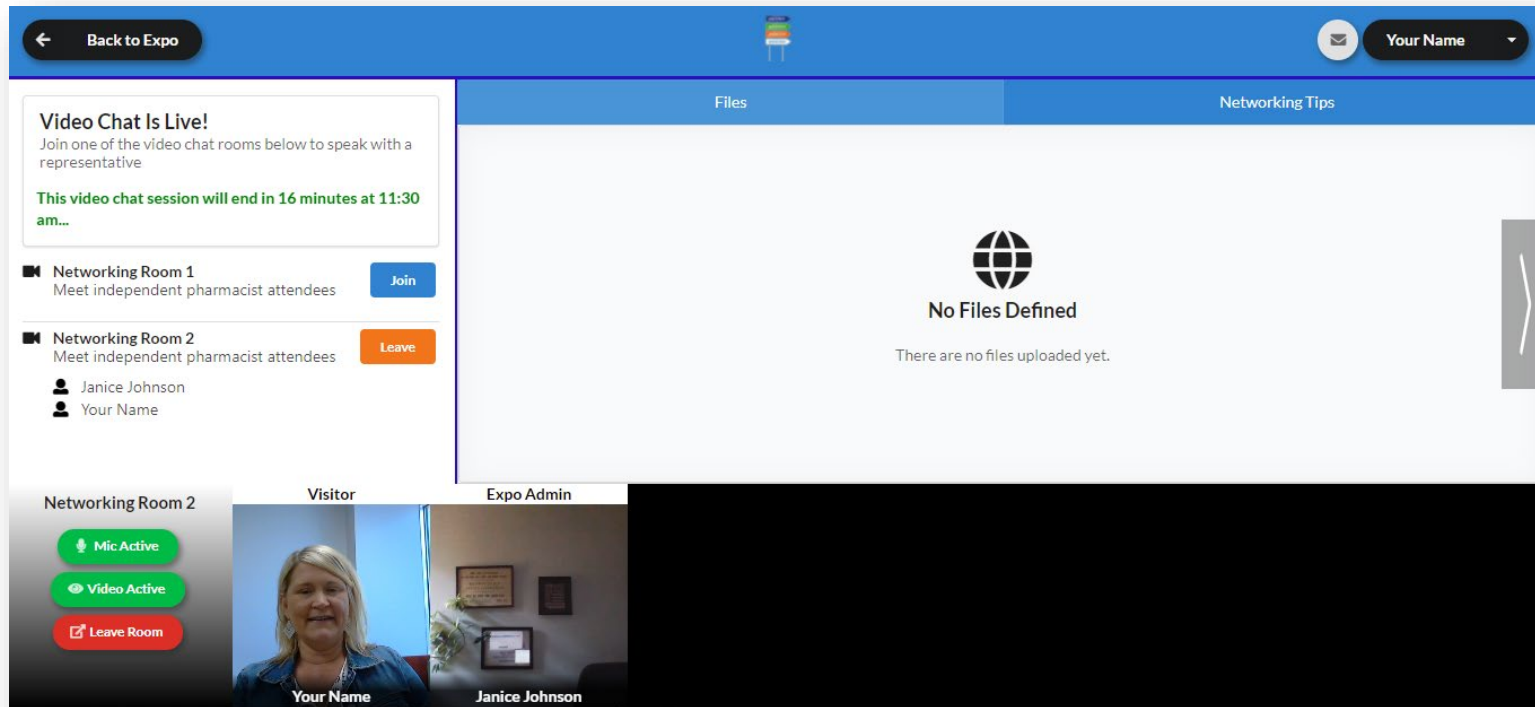 Back to Expo
Your Name
Video Chat Is Live!
Join one of the video chat rooms below to speak with a
representative
This video chat session will end in 16 minutes at 11:30
am...
Networking Room 1
Meet independent pharmacist attendees
Join
Networking Room 2
Meet independent pharmacist attendees
Leave
Janice Johnson
Your Name
Files
Networking Tips
No Files Defined
There are no files uploaded yet.
Networking Room 2
Mic Active
Video Active
Leave Room
Visitor
Expo Admin
Your Name
Janice Johnson